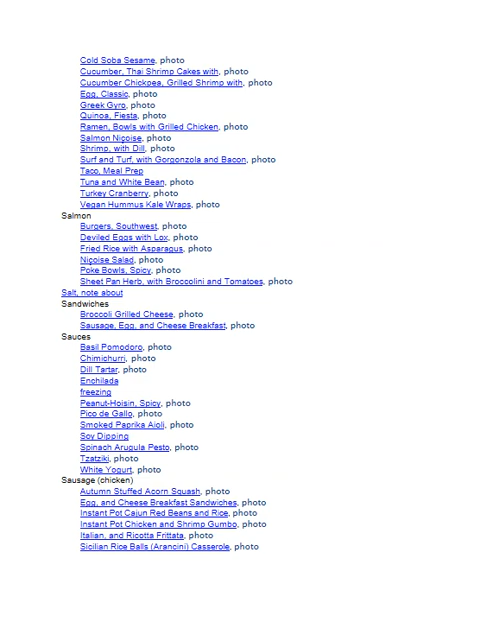 Cold Soba Sesame, photo
Cucumber, Thai Shrimp Cakes with, photo
Cucumber Chickpea, Grilled Shrimp with, photo
Egg, Classic, photo
Greek Gyro, photo
Quinoa, Fiesta, photo
Ramen, Bowls with Grilled Chicken, photo
Salmon Niçoise, photo
Shrimp, with Dill, photo
Surf and Turf, with Gorgonzola and Bacon, photo
Taco, Meal Prep
Tuna and White Bean, photo
Turkey Cranberry, photo
Vegan Hummus Kale Wraps, photo
Salmon
Burgers, Southwest, photo
Deviled Eggs with Lox, photo
Fried Rice with Asparagus, photo
Niçoise Salad, photo
Poke Bowls, Spicy, photo
Sheet Pan Herb, with Broccolini and Tomatoes, photo
Salt, note about
Sandwiches
Broccoli Grilled Cheese, photo
Sausage, Egg, and Cheese Breakfast, photo
Sauces
Basil Pomodoro, photo
Chimichurri, photo
Dill Tartar, photo
Enchilada
freezing
Peanut-Hoisin, Spicy, photo
Pico de Gallo, photo
Smoked Paprika Aioli, photo
Soy Dipping
Spinach Arugula Pesto, photo
Tzatziki, photo
White Yogurt, photo
Sausage (chicken)
Autumn Stuffed Acorn Squash, photo
Egg, and Cheese Breakfast Sandwiches, photo
Instant Pot Cajun Red Beans and Rice, photo
Instant Pot Chicken and Shrimp Gumbo, photo
Italian, and Ricotta Frittata, photo
Sicilian Rice Balls (Arancini) Casserole, photo